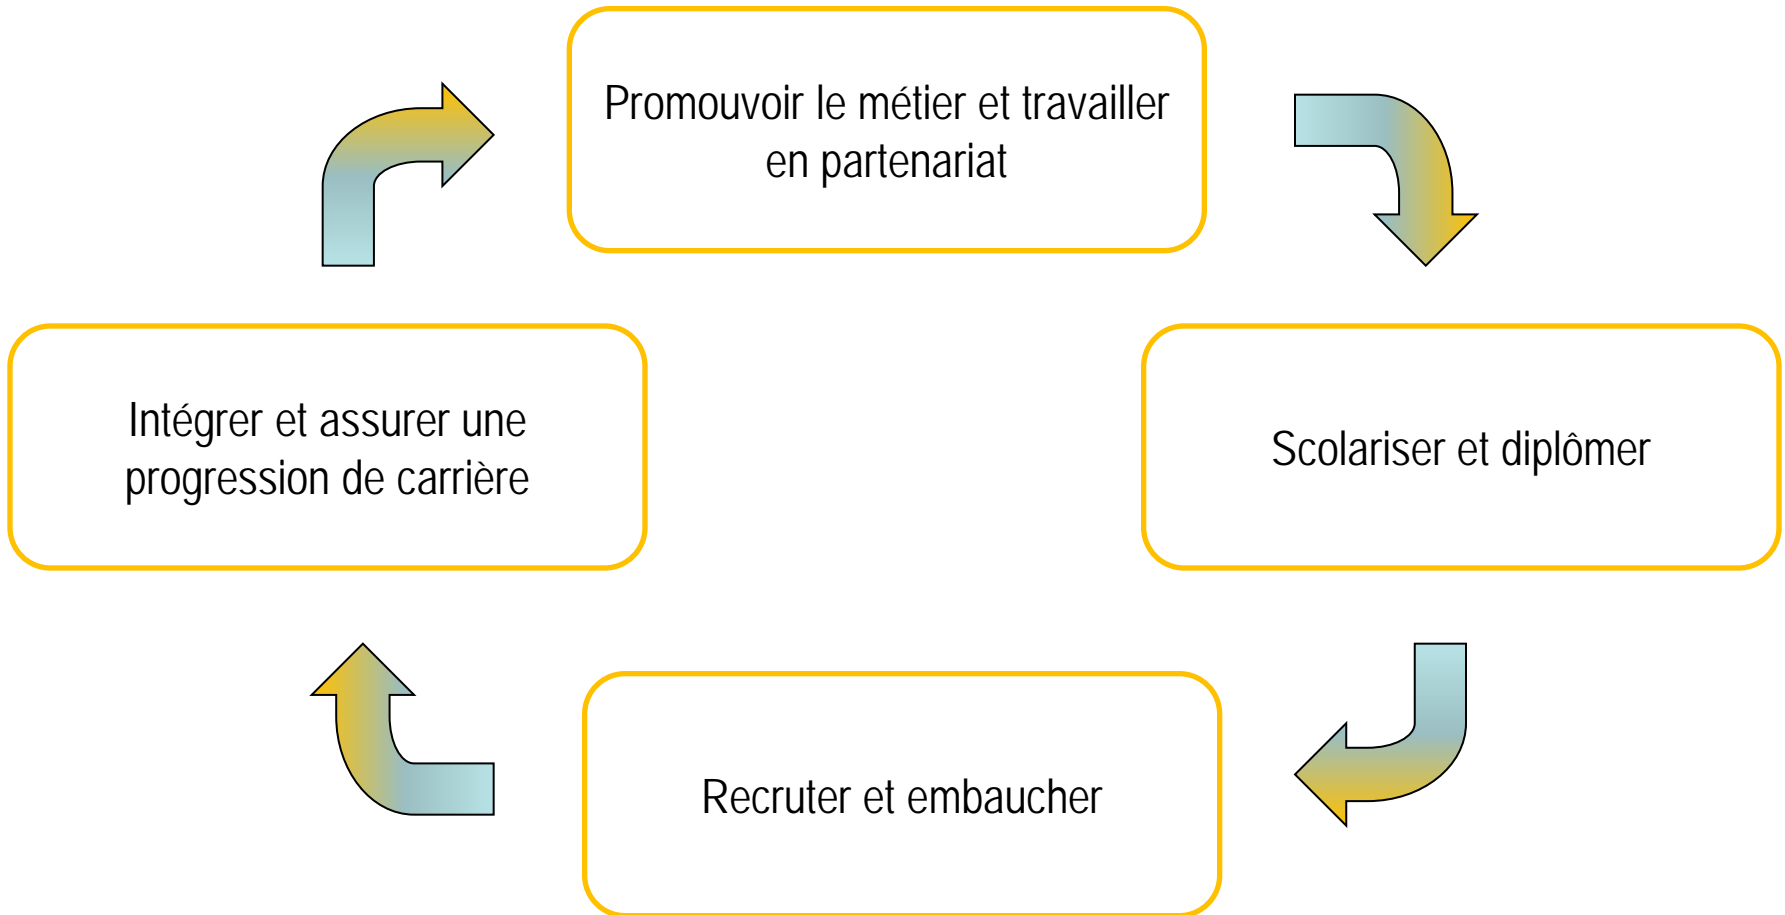 Promouvoir le métier et travailler
en partenariat
Intégrer et assurer une
progression de carrière
Scolariser et diplômer
Recruter et embaucher